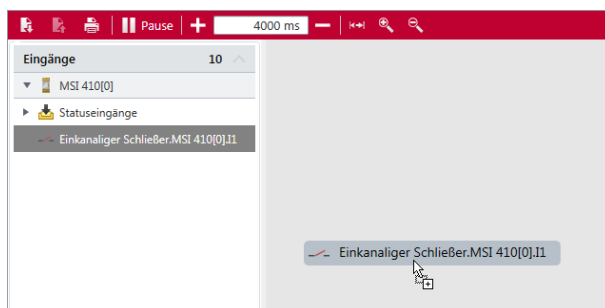 Pause 4000 ms
Eingänge 10
MSI 410[0]
Statuseingänge
Einkanaliger Schließer.MSI 410[0].I1
Einkanaliger Schließer.MSI 410[0].I1